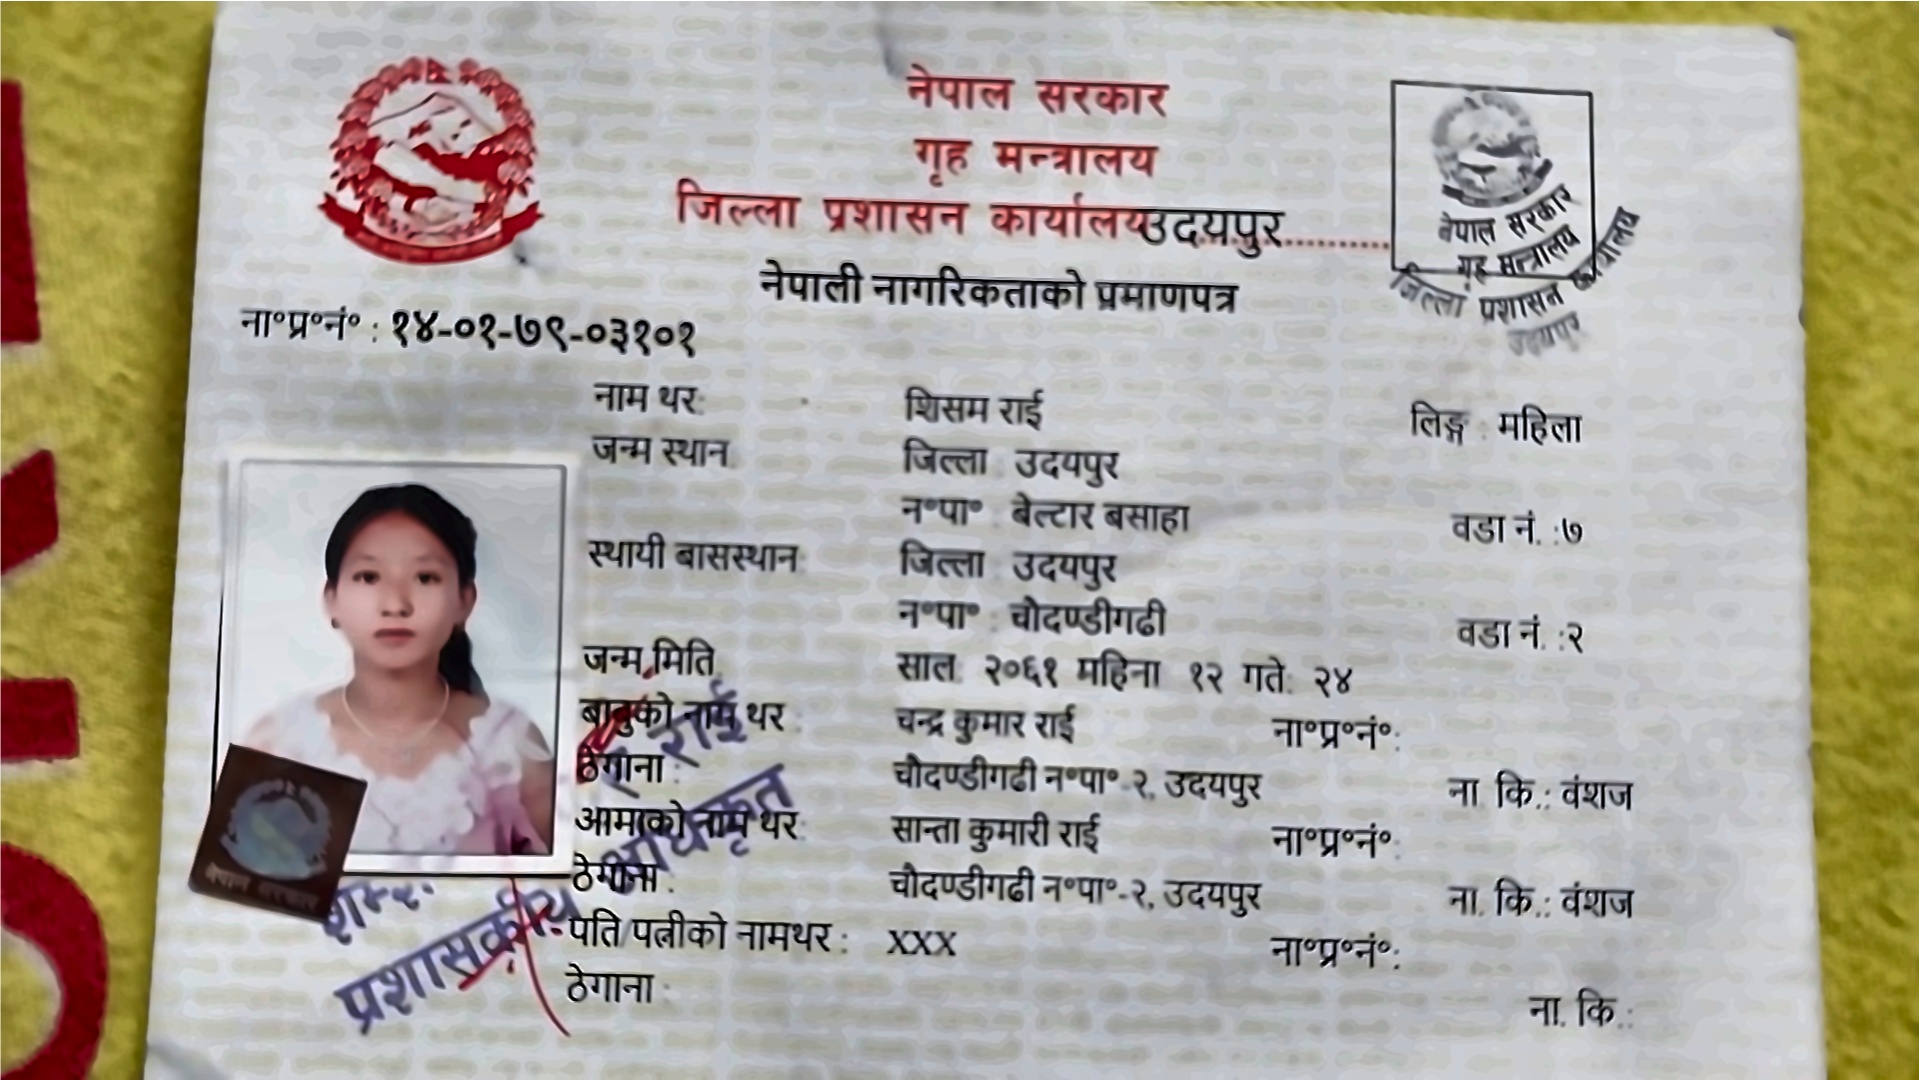 नेपाल सरकार
गृह मन्त्रालय
जिल्ला प्रशासन कार्यालय उदयपुर
नेपाली नागरिकताको प्रमाणपत्र
नेपाल सरकार
गृह मन्त्रालय
जिल्ला प्रशासन कार्यालय
उदयपुर
ना॰प्र॰नं॰ : १४-०१-७९-०३१०१
नाम थर: शिसम राई लिङ्ग : महिला
जन्म स्थान: जिल्ला : उदयपुर
न॰पा॰ : बेल्टार बसाहा वडा नं. :७
स्थायी बासस्थान: जिल्ला : उदयपुर
न॰पा॰ : चौदण्डीगढी वडा नं. :२
जन्म मिति साल: २०६१ महिना १२ गते: २४
बाबुको नाम थर : चन्द्र कुमार राई ना॰प्र॰नं॰:
ठेगाना : चौदण्डीगढी न॰पा॰-२, उदयपुर ना. कि.: वंशज
आमाको नाम थर: सान्ता कुमारी राई ना॰प्र॰नं॰:
ठेगाना : चौदण्डीगढी न॰पा॰-२, उदयपुर ना. कि.: वंशज
पति/पत्नीको नामथर : XXX ना॰प्र॰नं॰:
ठेगाना : ना. कि.:
नेपाल सरकार
राई
प्रशासकीय अधिकृत